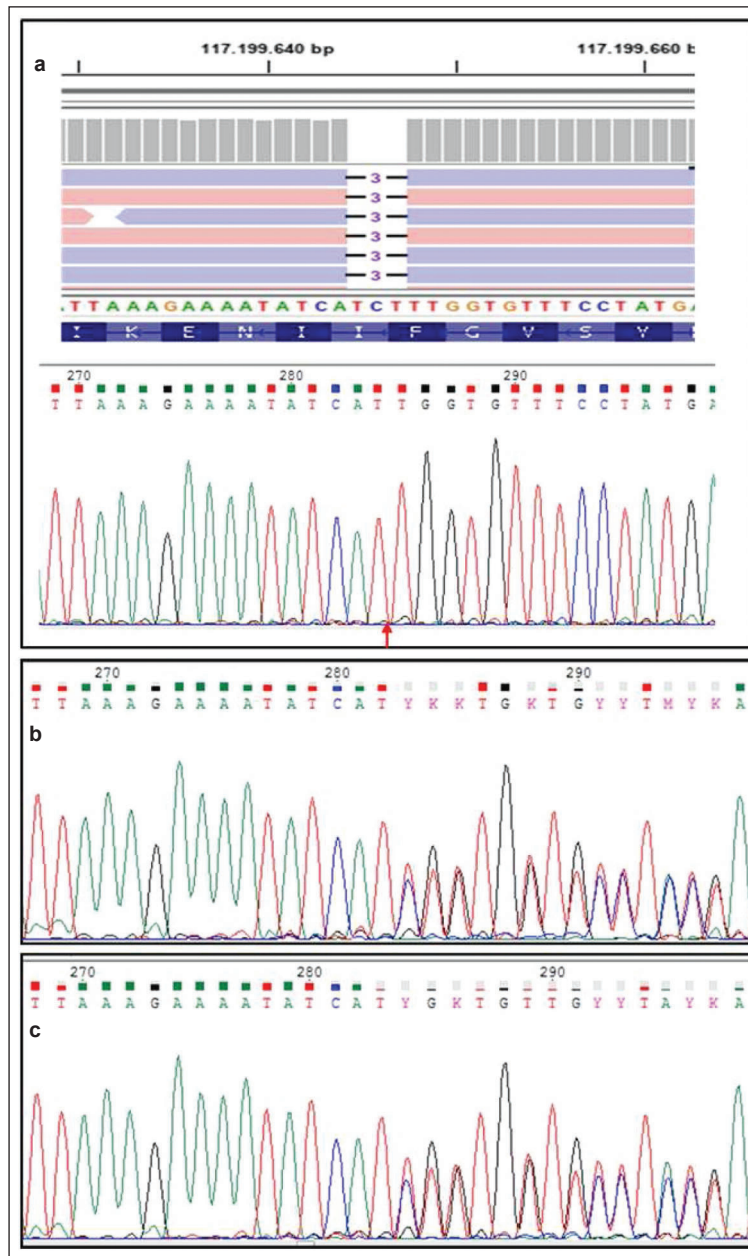 117.199.640 bp 117.199.660 b
a
3
3
3
3
3
3
.TTAAAGAAAATATCATCTTTGGTGTTTCCTATGA
I K E N I I F G V S Y
270 280 290
T T A A A G A A A A T A T C A T T G G T G T T T C C T A T G A
270 280 290
T T A A A G A A A A T A T C A T Y K K T G K T G Y Y T M Y K A
b
270 280 290
T T A A A G A A A A T A T C A T Y G K T G T T G Y Y T A Y K A
c